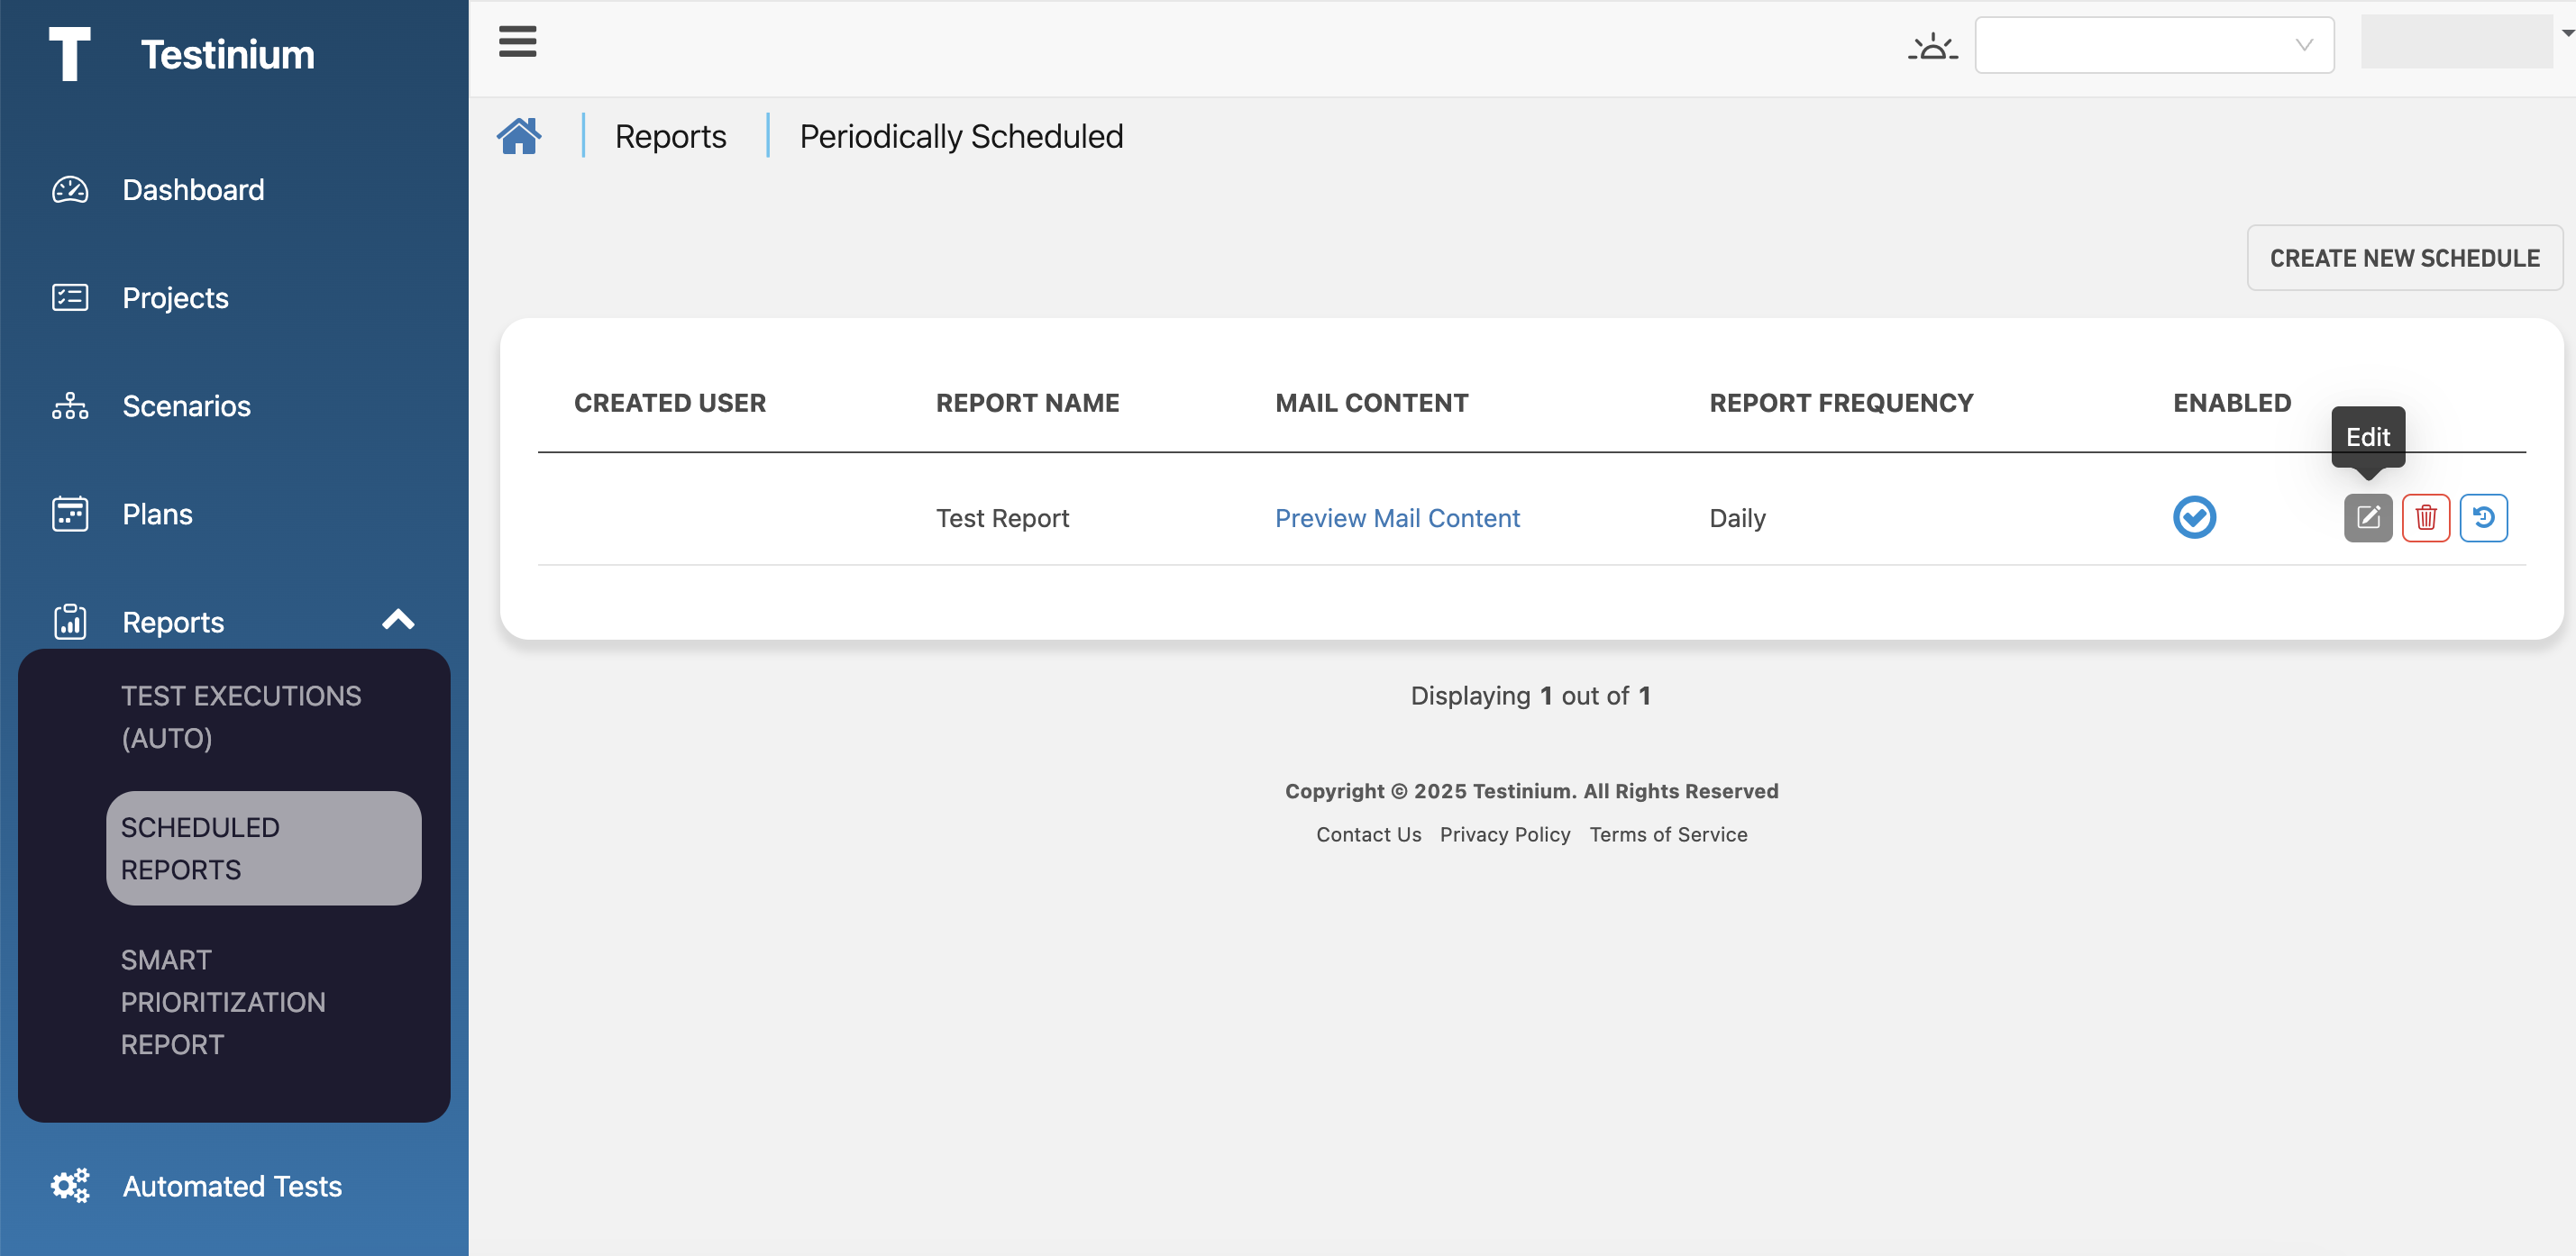 Testinium
Dashboard
Projects
Scenarios
Plans
Reports
TEST EXECUTIONS
(AUTO)
SCHEDULED
REPORTS
SMART
PRIORITIZATION
REPORT
Automated Tests
Reports
Periodically Scheduled
CREATE NEW SCHEDULE
CREATED USER
REPORT NAME
MAIL CONTENT
REPORT FREQUENCY
ENABLED
Edit
Test Report
Preview Mail Content
Daily
Displaying 1 out of 1
Copyright © 2025 Testinium. All Rights Reserved
Contact Us Privacy Policy Terms of Service